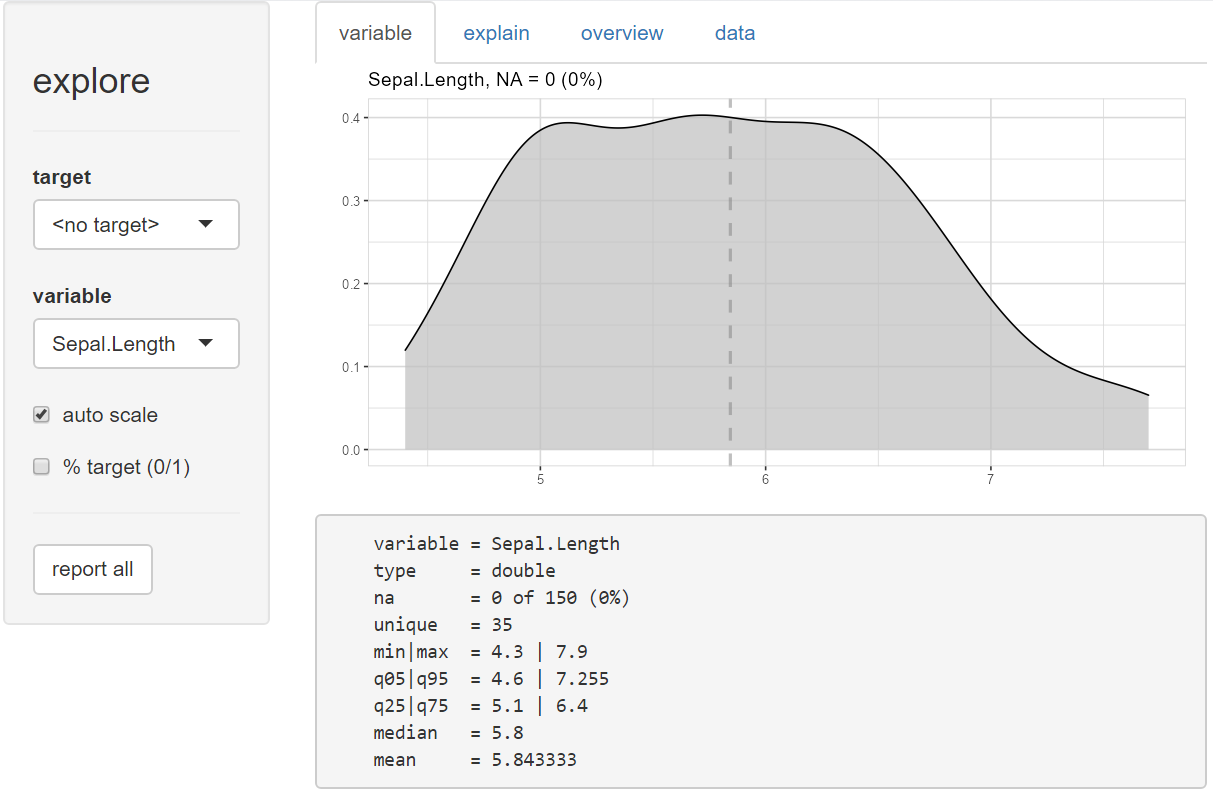 explore
target
<no target>
variable
Sepal.Length
auto scale
% target (0/1)
report all
variable explain overview data
Sepal.Length, NA = 0 (0%)
0.4
0.3
0.2
0.1
0.0
5 6 7
variable = Sepal.Length
type     = double
na       = 0 of 150 (0%)
unique   = 35
min|max  = 4.3 | 7.9
q05|q95  = 4.6 | 7.255
q25|q75  = 5.1 | 6.4
median   = 5.8
mean     = 5.843333